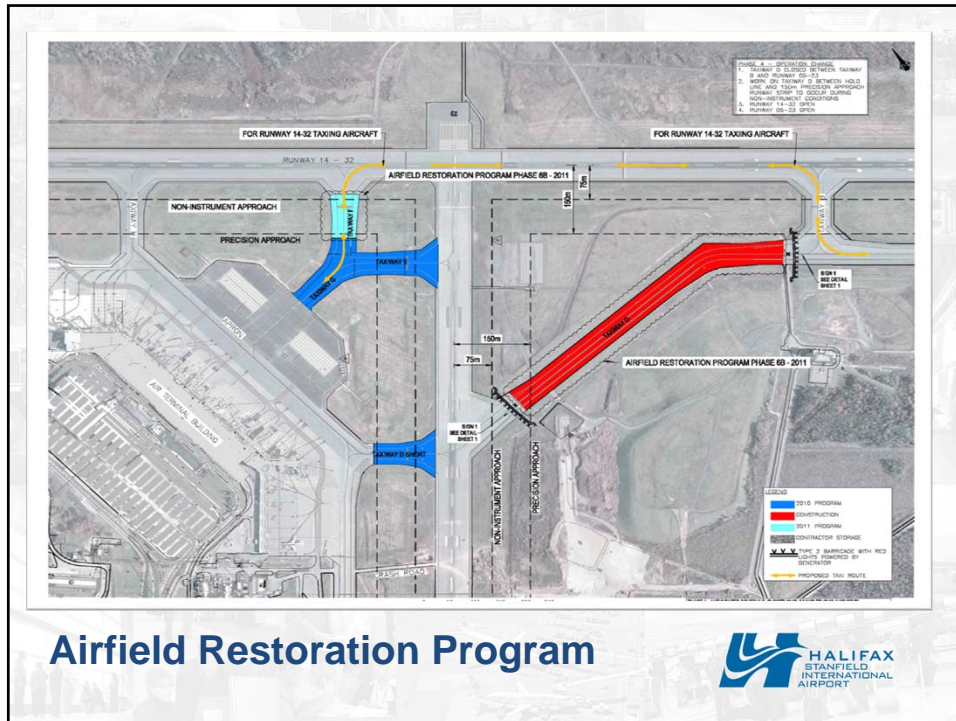 PHASE 4 - OPERATION CHANGE
1. TAXIWAY D CLOSED BETWEEN TAXIWAY
B AND RUNWAY 05-23
2. WORK ON TAXIWAY D BETWEEN HOLD
LINE AND 150m PRECISION APPROACH
RUNWAY STRIP TO OCCUR DURING
NON-INSTRUMENT CONDITIONS
3. RUNWAY 14-32 OPEN
4. RUNWAY 05-23 OPEN
23
FOR RUNWAY 14-32 TAXIING AIRCRAFT
FOR RUNWAY 14-32 TAXIING AIRCRAFT
RUNWAY 14 - 32
AIRFIELD RESTORATION PROGRAM PHASE 6B - 2011
75m
150m
TAXIWAY F
NON-INSTRUMENT APPROACH
PRECISION APPROACH
TAXIWAY
TAXIWAY G
SIGN 1
SEE DETAIL
SHEET 1
TAXIWAY D
APRON
150m
75m
AIRFIELD RESTORATION PROGRAM PHASE 6B - 2011
AIR TERMINAL BUILDING
SIGN 1
SEE DETAIL
SHEET 1
TAXIWAY D SHORT
NON-INSTRUMENT APPROACH
PRECISION APPROACH
CRASH ROAD
LEGEND
2010 PROGRAM
CONSTRUCTION
2011 PROGRAM
CONTRACTOR STORAGE
TYPE 2 BARRICADE WITH RED
LIGHTS POWERED BY
GENERATOR
PROPOSED TAXI ROUTE
Airfield Restoration Program
HALIFAX
STANFIELD
INTERNATIONAL
AIRPORT